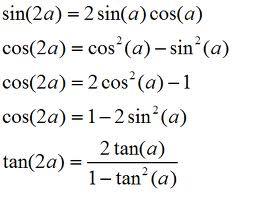 sin(2a) = 2 sin(a) cos(a)
cos(2a) = cos²(a) − sin²(a)
cos(2a) = 2 cos²(a) − 1
cos(2a) = 1 − 2 sin²(a)
tan(2a) = 2 tan(a) / 1 − tan²(a)